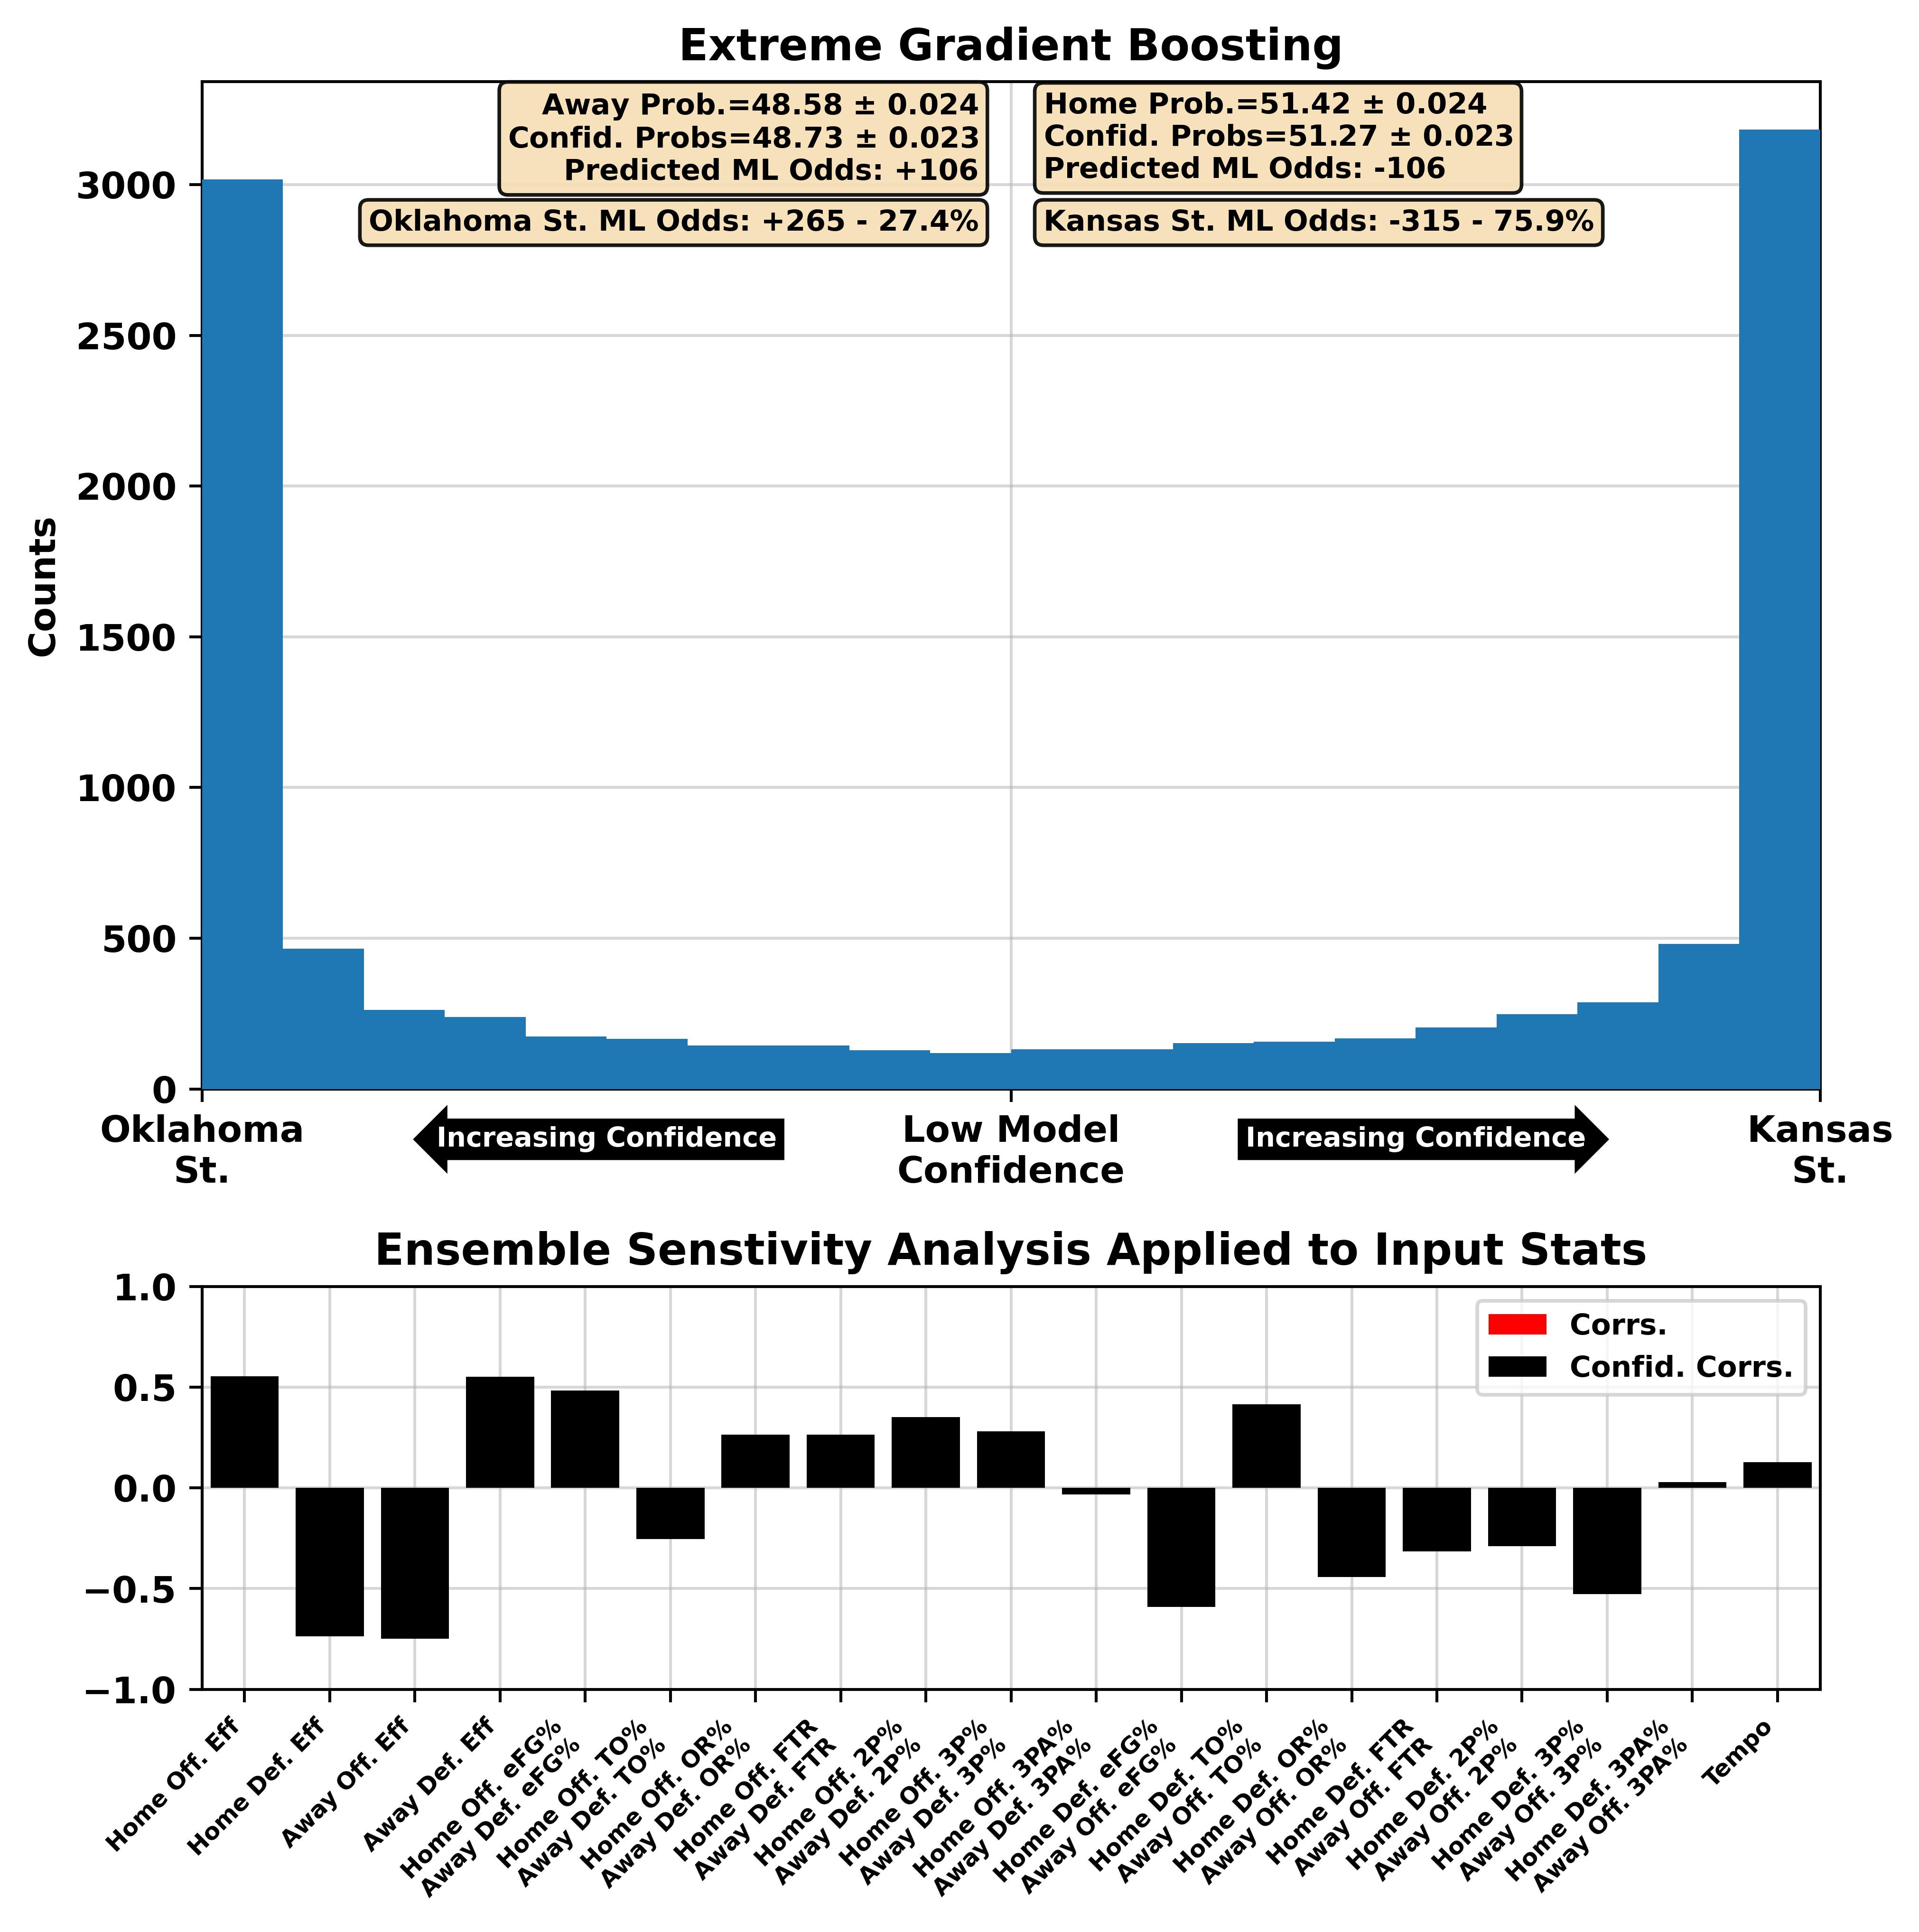 Extreme Gradient Boosting
Away Prob.=48.58 ± 0.024
Confid. Probs=48.73 ± 0.023
Predicted ML Odds: +106
Home Prob.=51.42 ± 0.024
Confid. Probs=51.27 ± 0.023
Predicted ML Odds: -106
Oklahoma St. ML Odds: +265 - 27.4%
Kansas St. ML Odds: -315 - 75.9%
Counts
3000
2500
2000
1500
1000
500
0
Oklahoma
St.
Increasing Confidence
Low Model
Confidence
Increasing Confidence
Kansas
St.
Ensemble Senstivity Analysis Applied to Input Stats
1.0
0.5
0.0
−0.5
−1.0
Corrs.
Confid. Corrs.
Home Off. Eff
Home Def. Eff
Away Off. Eff
Away Def. Eff
Home Off. eFG%
Away Def. eFG%
Home Off. TO%
Away Def. TO%
Home Off. OR%
Away Def. OR%
Home Off. FTR
Away Def. FTR
Home Off. 2P%
Away Def. 2P%
Home Off. 3P%
Away Def. 3P%
Home Off. 3PA%
Away Def. 3PA%
Home Def. eFG%
Away Off. eFG%
Home Def. TO%
Away Off. TO%
Home Def. OR%
Away Off. OR%
Home Def. FTR
Away Off. FTR
Home Def. 2P%
Away Off. 2P%
Home Def. 3P%
Away Off. 3P%
Home Def. 3PA%
Away Off. 3PA%
Tempo